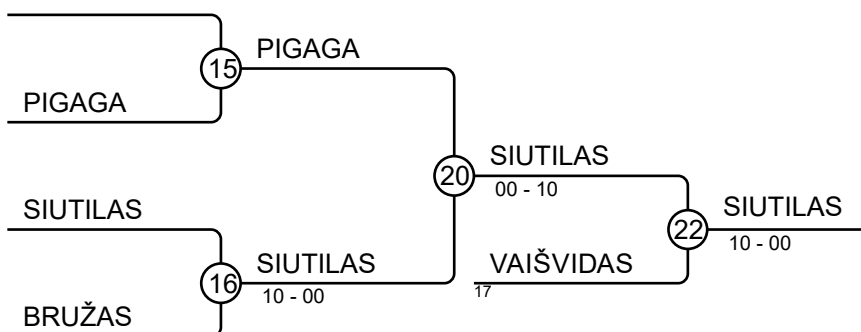 PIGAGA
15
PIGAGA
SIUTILAS
20
00 - 10
SIUTILAS
SIUTILAS
22
10 - 00
SIUTILAS
16
10 - 00
VAIŠVIDAS
17
BRUŽAS